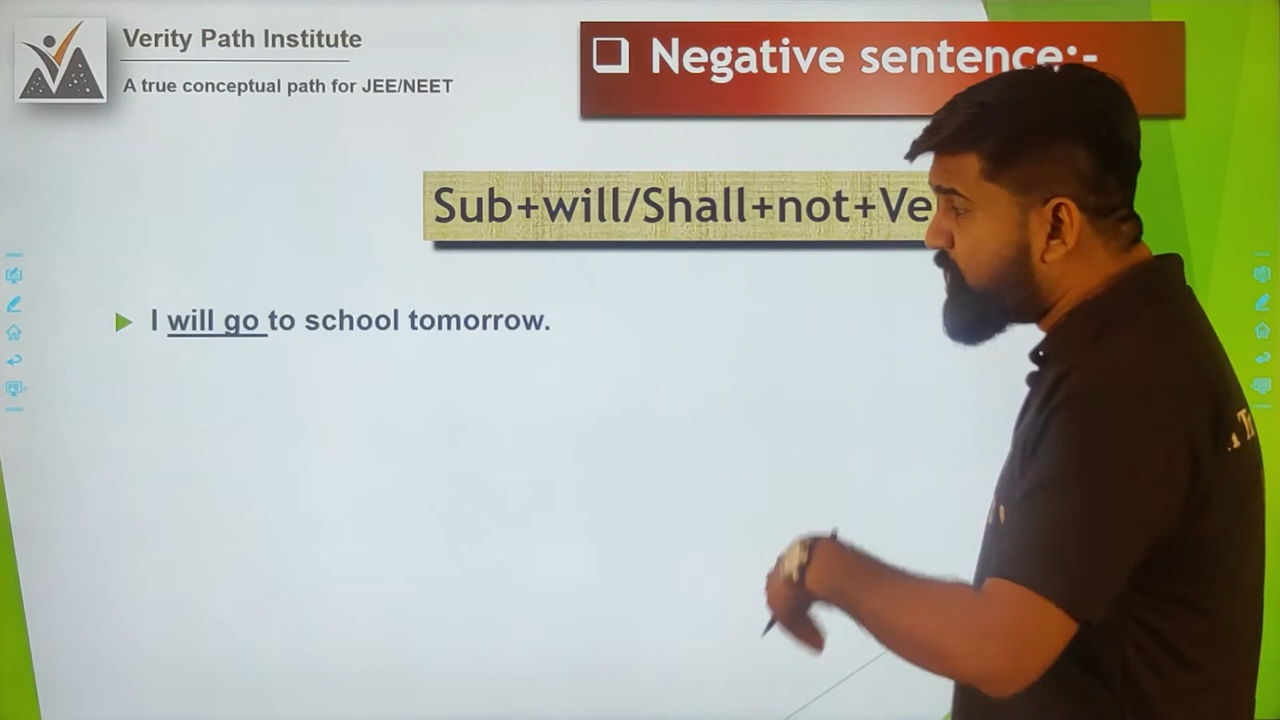 Verity Path Institute
A true conceptual path for JEE/NEET
❑ Negative sentence:-
Sub+will/Shall+not+Ve
I will go to school tomorrow.